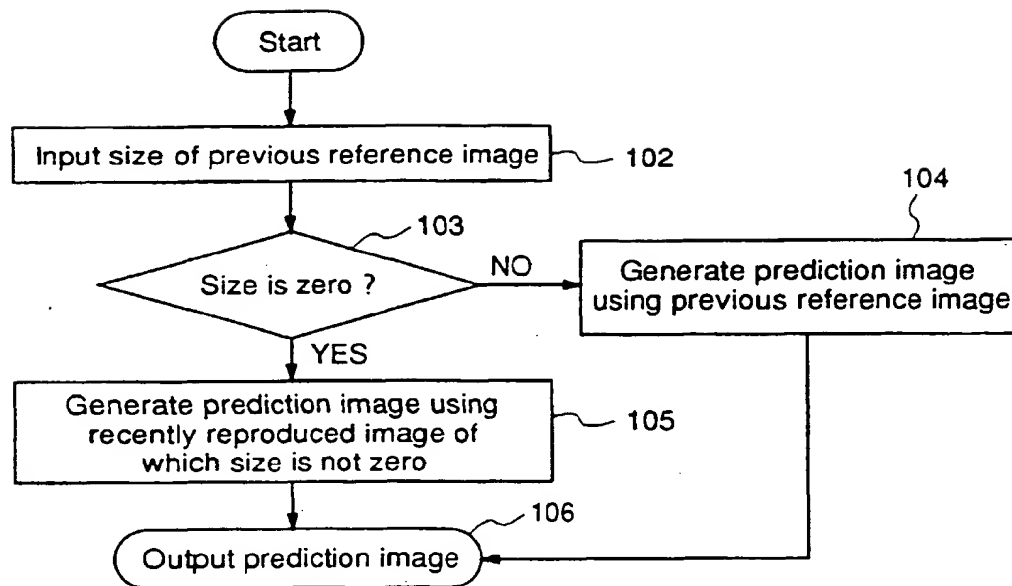 Start
Input size of previous reference image
102
103
104
Size is zero ?
NO
Generate prediction image
using previous reference image
YES
Generate prediction image using
recently reproduced image of
which size is not zero
105
106
Output prediction image